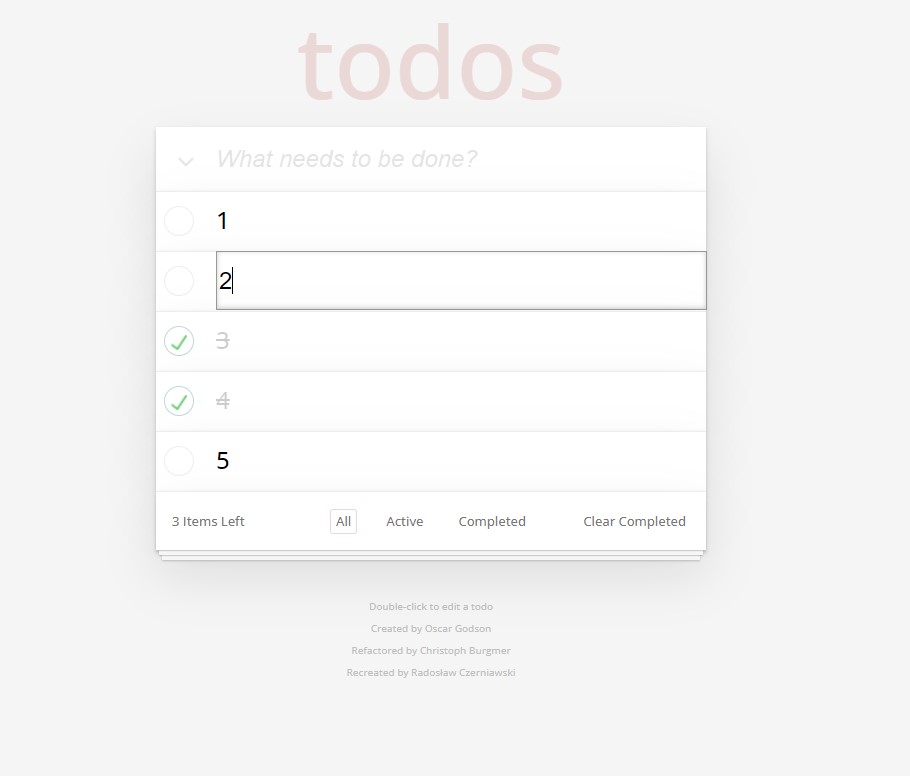 todos
What needs to be done?
1
2
3
4
5
3 Items Left All Active Completed Clear Completed
Double-click to edit a todo
Created by Oscar Godson
Refactored by Christoph Burgmer
Recreated by Radosław Czerniawski